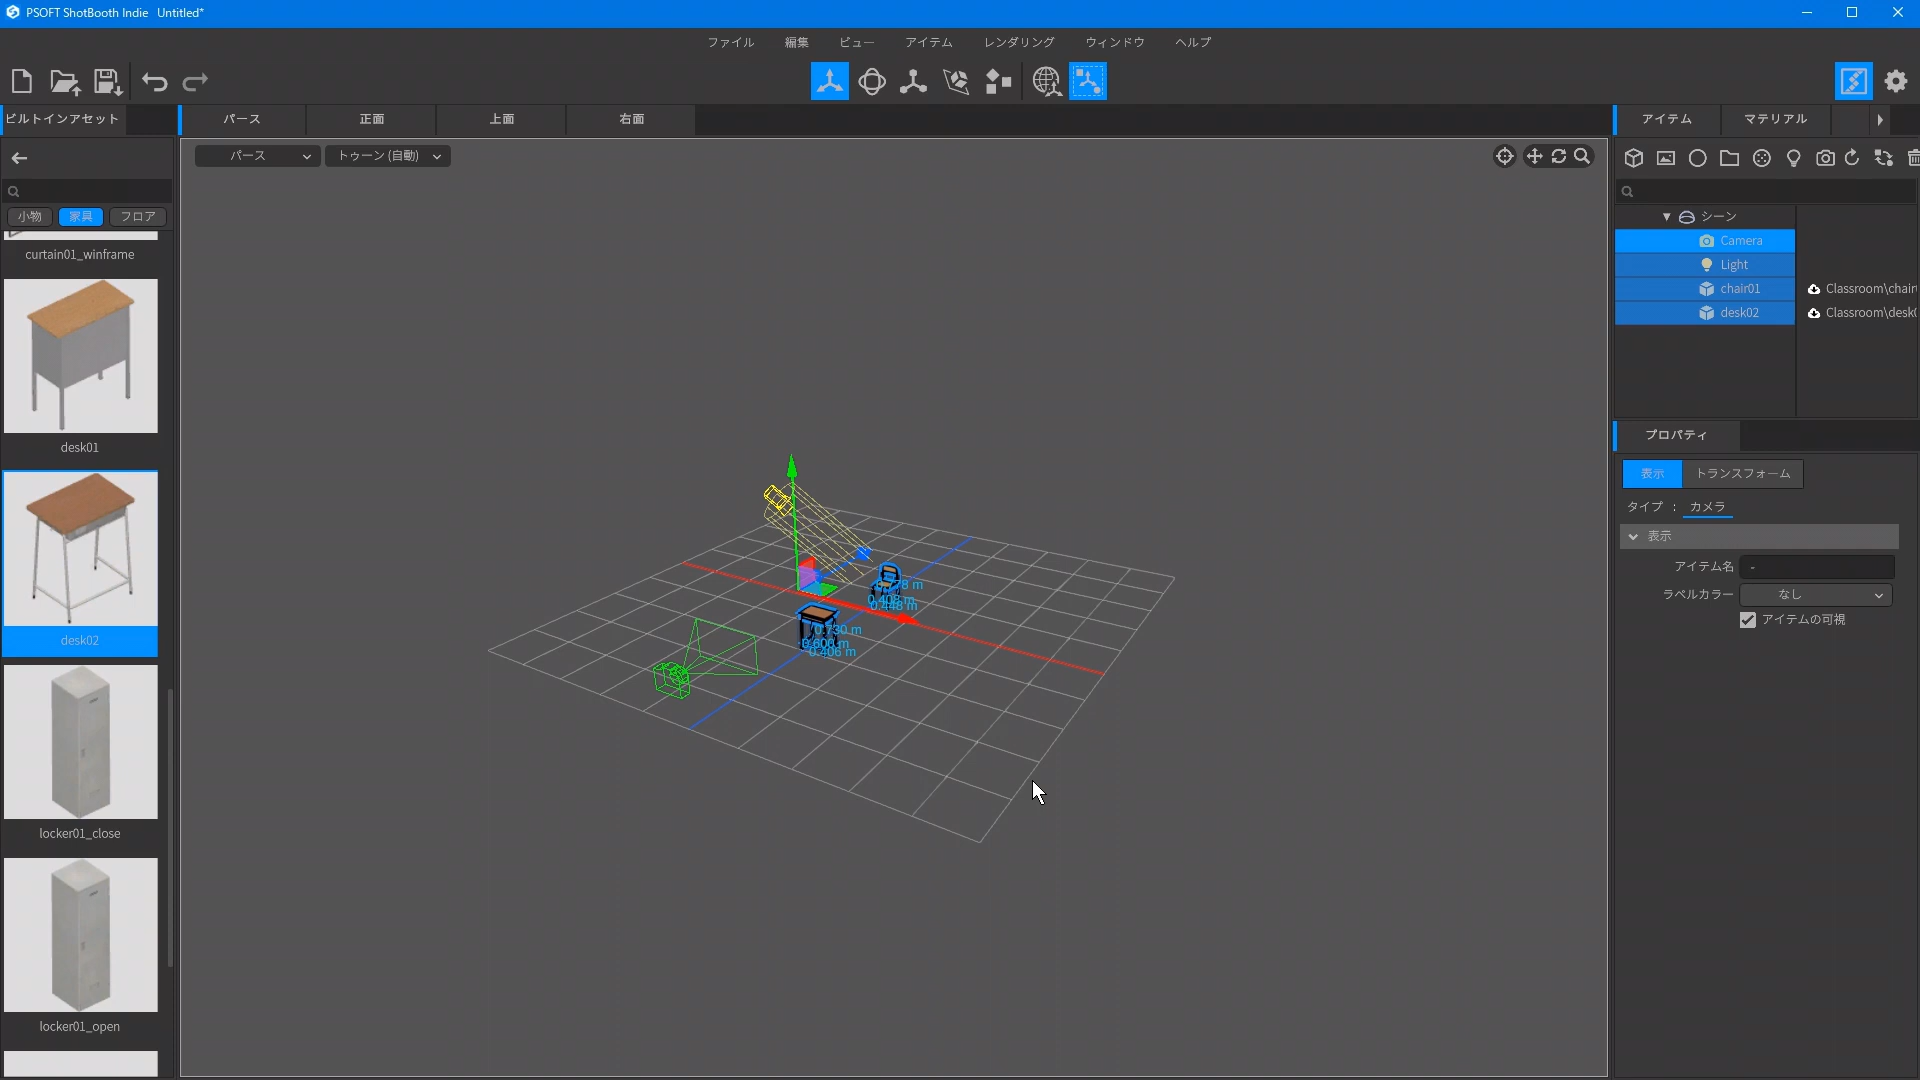 PSOFT ShotBooth Indie Untitled*
ファイル 編集 ビュー アイテム レンダリング ウィンドウ ヘルプ
ビルトインアセット
パース 正面 上面 右面
アイテム マテリアル
パース トゥーン (自動)
小物 家具 フロア
curtain01_winframe
desk01
desk02
locker01_close
locker01_open
0.448 m
0.730 m
0.600 m
0.406 m
シーン
Camera
Light
chair01 Classroom\chair
desk02 Classroom\desk
プロパティ
表示 トランスフォーム
タイプ : カメラ
表示
アイテム名 -
ラベルカラー なし
アイテムの可視